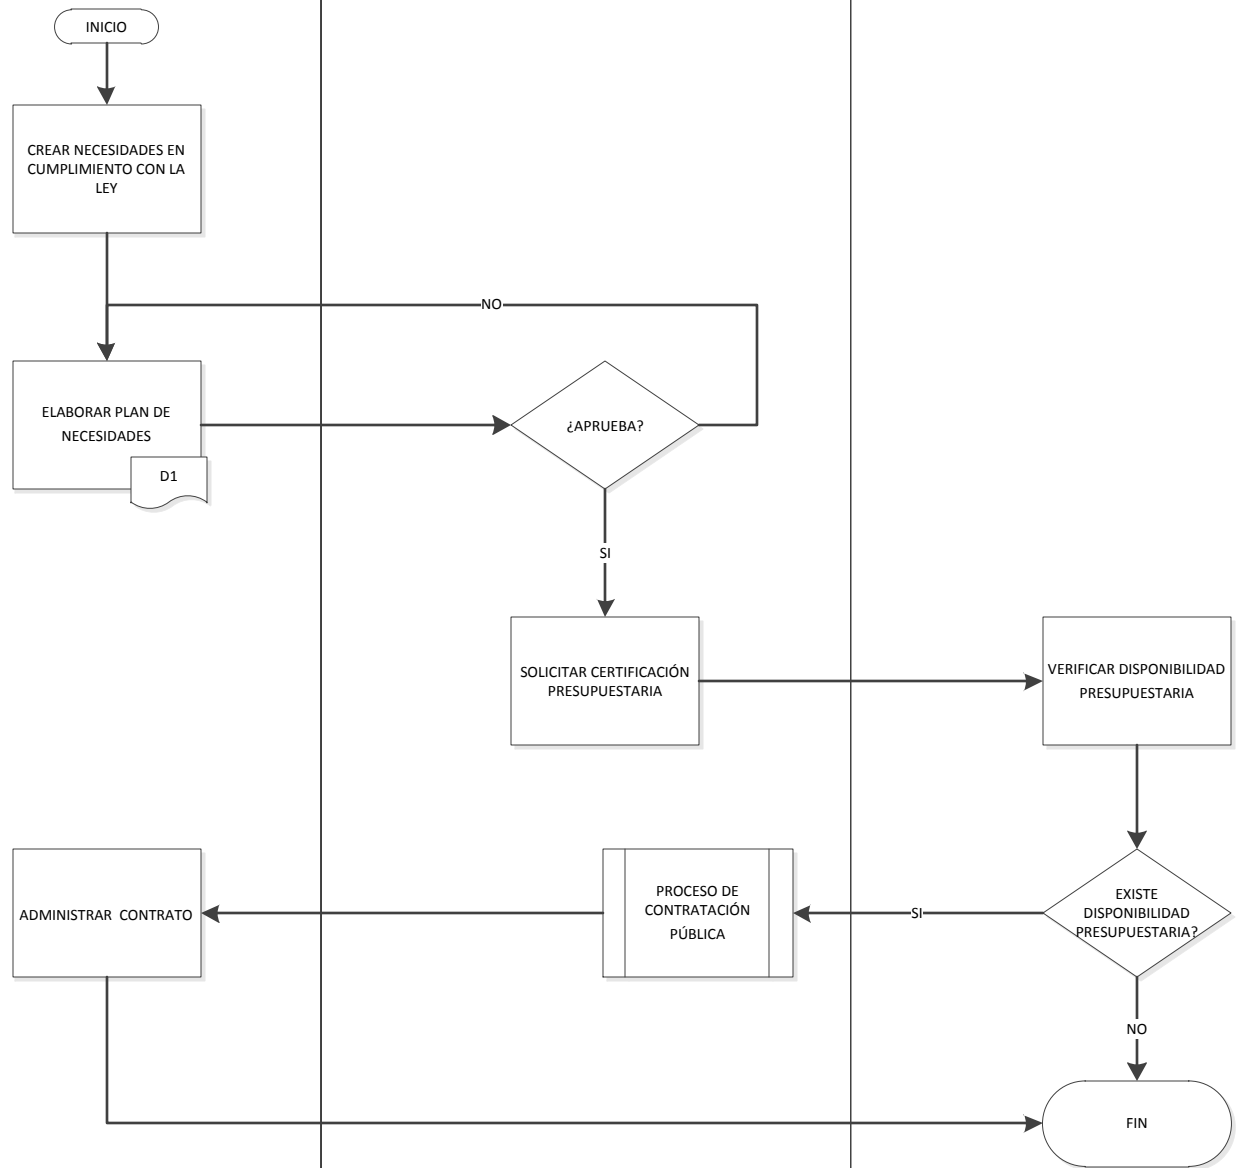 INICIO
CREAR NECESIDADES EN
CUMPLIMIENTO CON LA
LEY
NO
ELABORAR PLAN DE
NECESIDADES
D1
¿APRUEBA?
SI
SOLICITAR CERTIFICACIÓN
PRESUPUESTARIA
VERIFICAR DISPONIBILIDAD
PRESUPUESTARIA
ADMINISTRAR CONTRATO
PROCESO DE
CONTRATACIÓN
PÚBLICA
SI
EXISTE
DISPONIBILIDAD
PRESUPUESTARIA?
NO
FIN